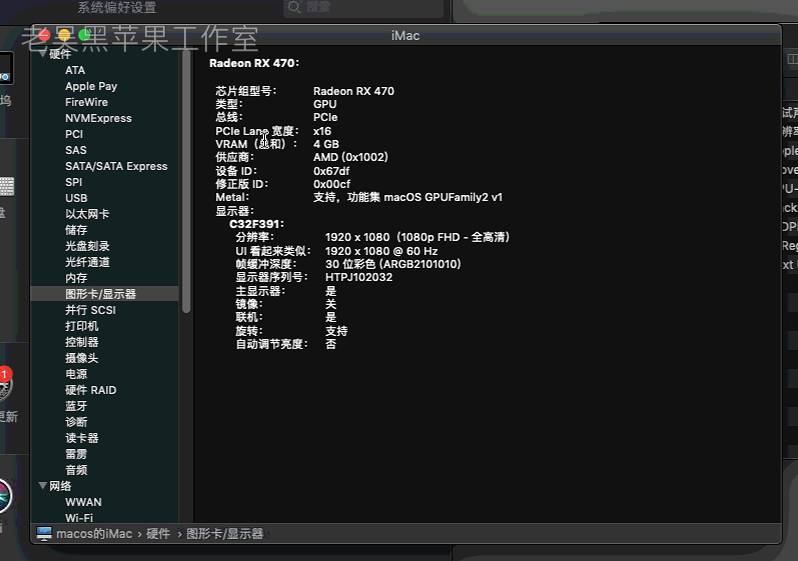 系统偏好设置
搜索
老吴黑苹果工作室
iMac
硬件
ATA
Apple Pay
FireWire
NVMExpress
PCI
SAS
SATA/SATA Express
SPI
USB
以太网卡
储存
光盘刻录
光纤通道
内存
图形卡/显示器
并行 SCSI
打印机
控制器
摄像头
电源
硬件 RAID
蓝牙
诊断
读卡器
雷雳
音频
网络
WWAN
Wi-Fi
Radeon RX 470:
芯片组型号: Radeon RX 470
类型: GPU
总线: PCIe
PCIe Lane 宽度: x16
VRAM（总和）: 4 GB
供应商: AMD (0x1002)
设备 ID: 0x67df
修正版 ID: 0x00cf
Metal: 支持，功能集 macOS GPUFamily2 v1
显示器:
C32F391:
分辨率: 1920 x 1080（1080p FHD - 全高清）
UI 看起来类似: 1920 x 1080 @ 60 Hz
帧缓冲深度: 30 位彩色 (ARGB2101010)
显示器序列号: HTPJ102032
主显示器: 是
镜像: 关
联机: 是
旋转: 支持
自动调节亮度: 否
macos的iMac › 硬件 › 图形卡/显示器
1
更新